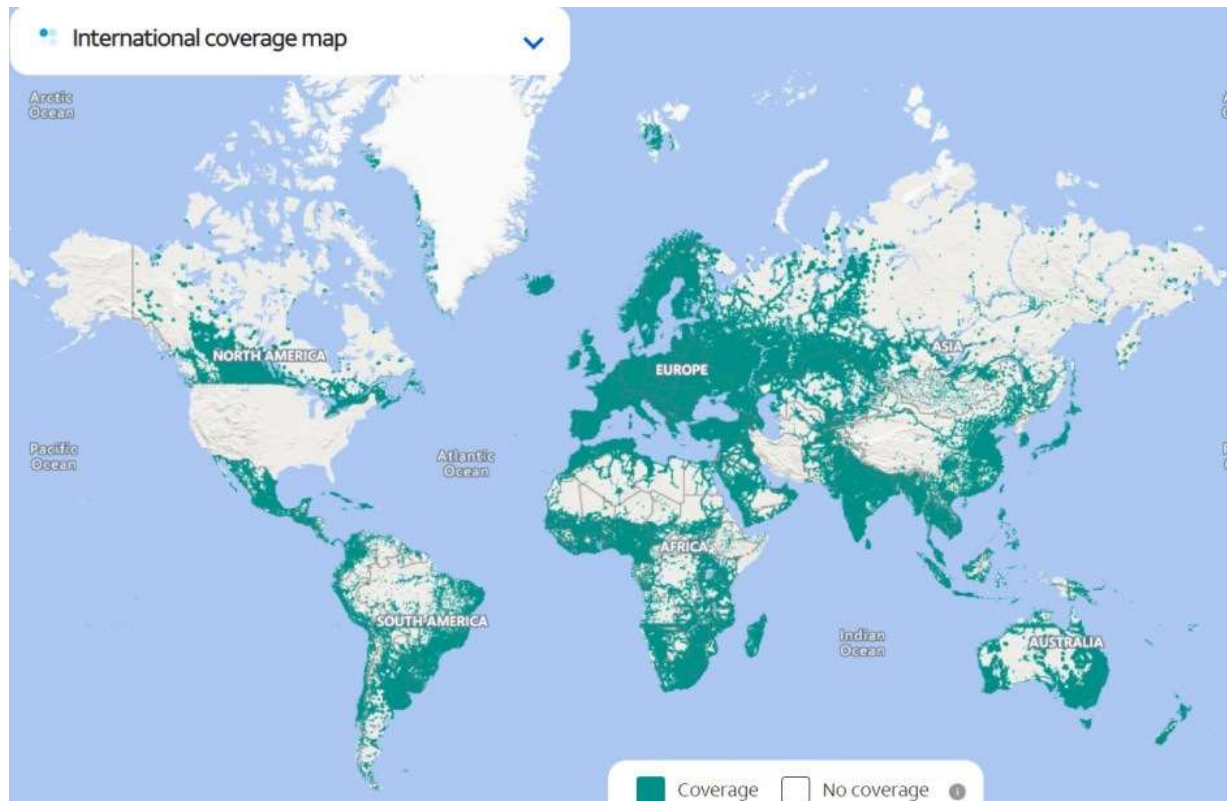 International coverage map
Arctic
Ocean
NORTH AMERICA
EUROPE
ASIA
Pacific
Ocean
Atlantic
Ocean
AFRICA
SOUTH AMERICA
Indian
Ocean
AUSTRALIA
Coverage
No coverage